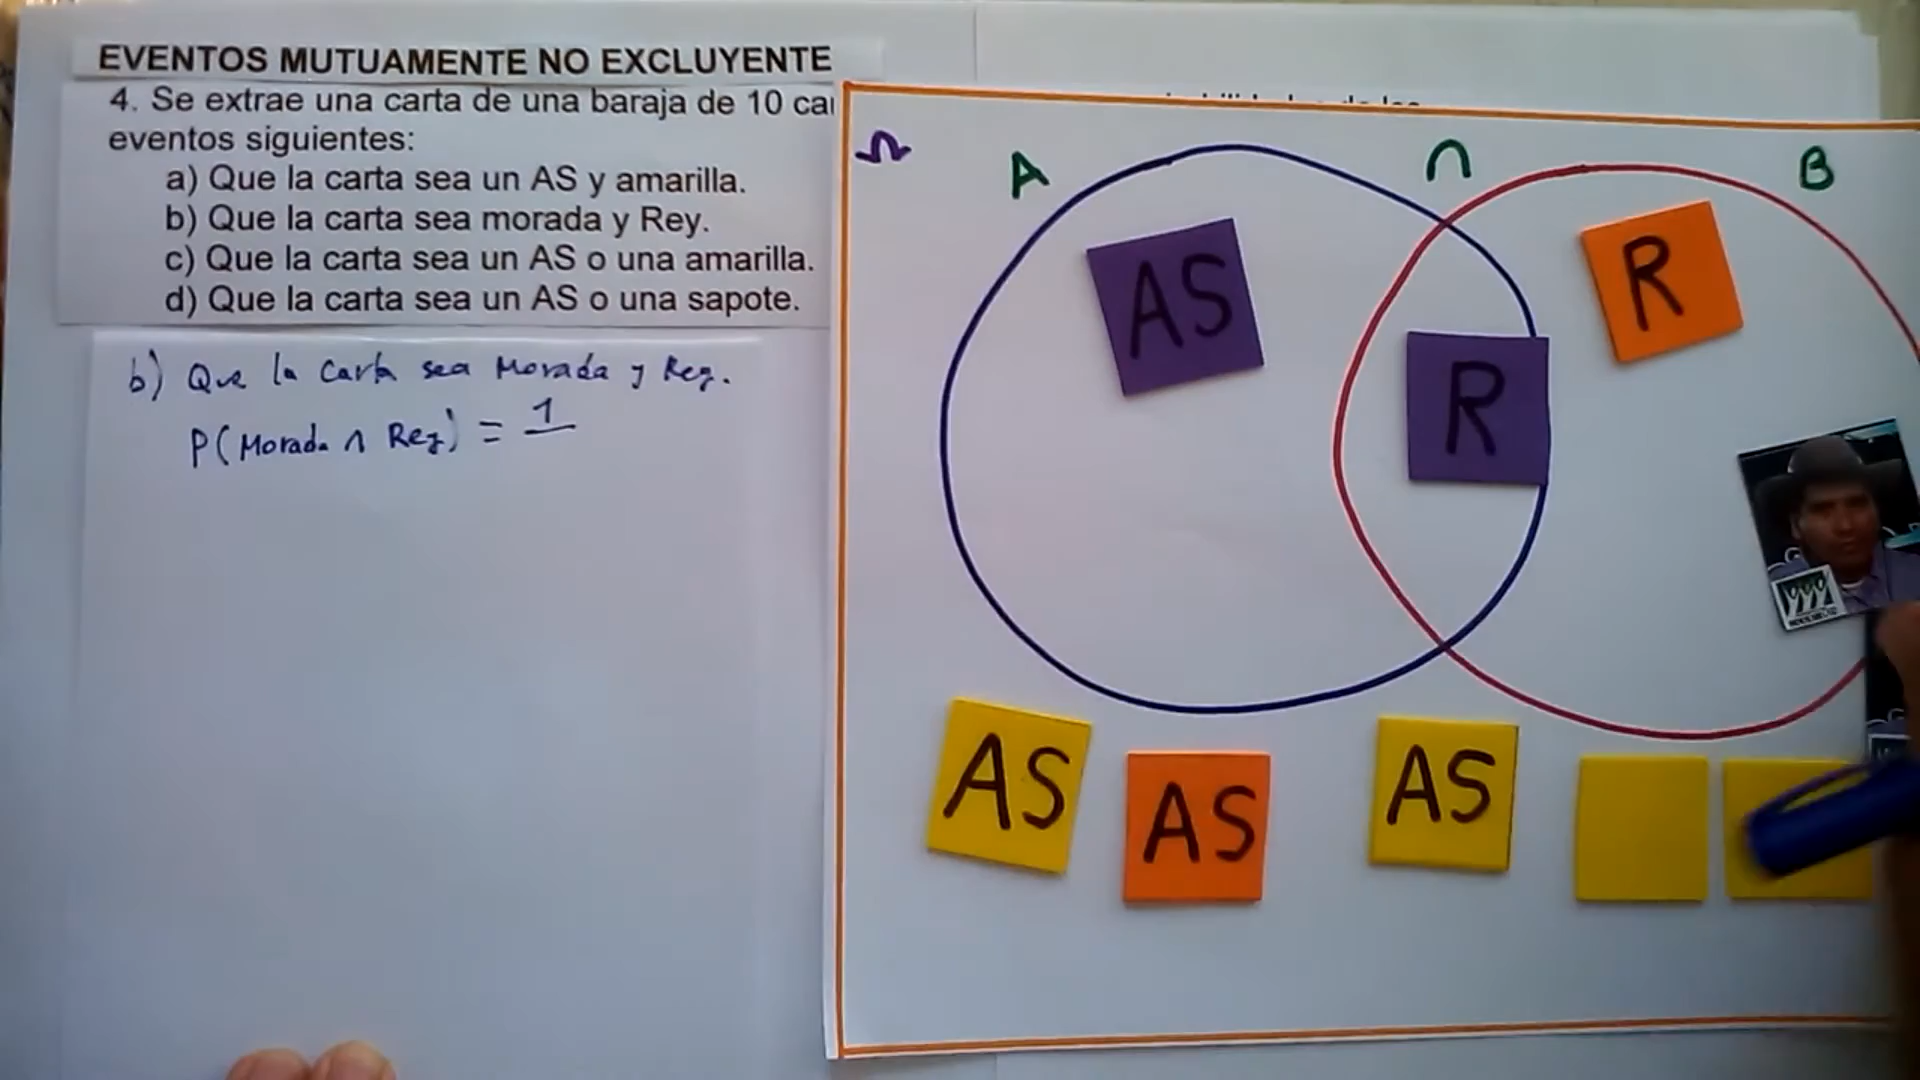 EVENTOS MUTUAMENTE NO EXCLUYENTE
4. Se extrae una carta de una baraja de 10
eventos siguientes:
a) Que la carta sea un AS y amarilla.
b) Que la carta sea morada y Rey.
c) Que la carta sea un AS o una amarilla.
d) Que la carta sea un AS o una sapote.
b) Que la Carta sea Morada y Rey.
P(Morada ∩ Rey) = 1
Ω A ∩ B
AS R
R
AS AS AS